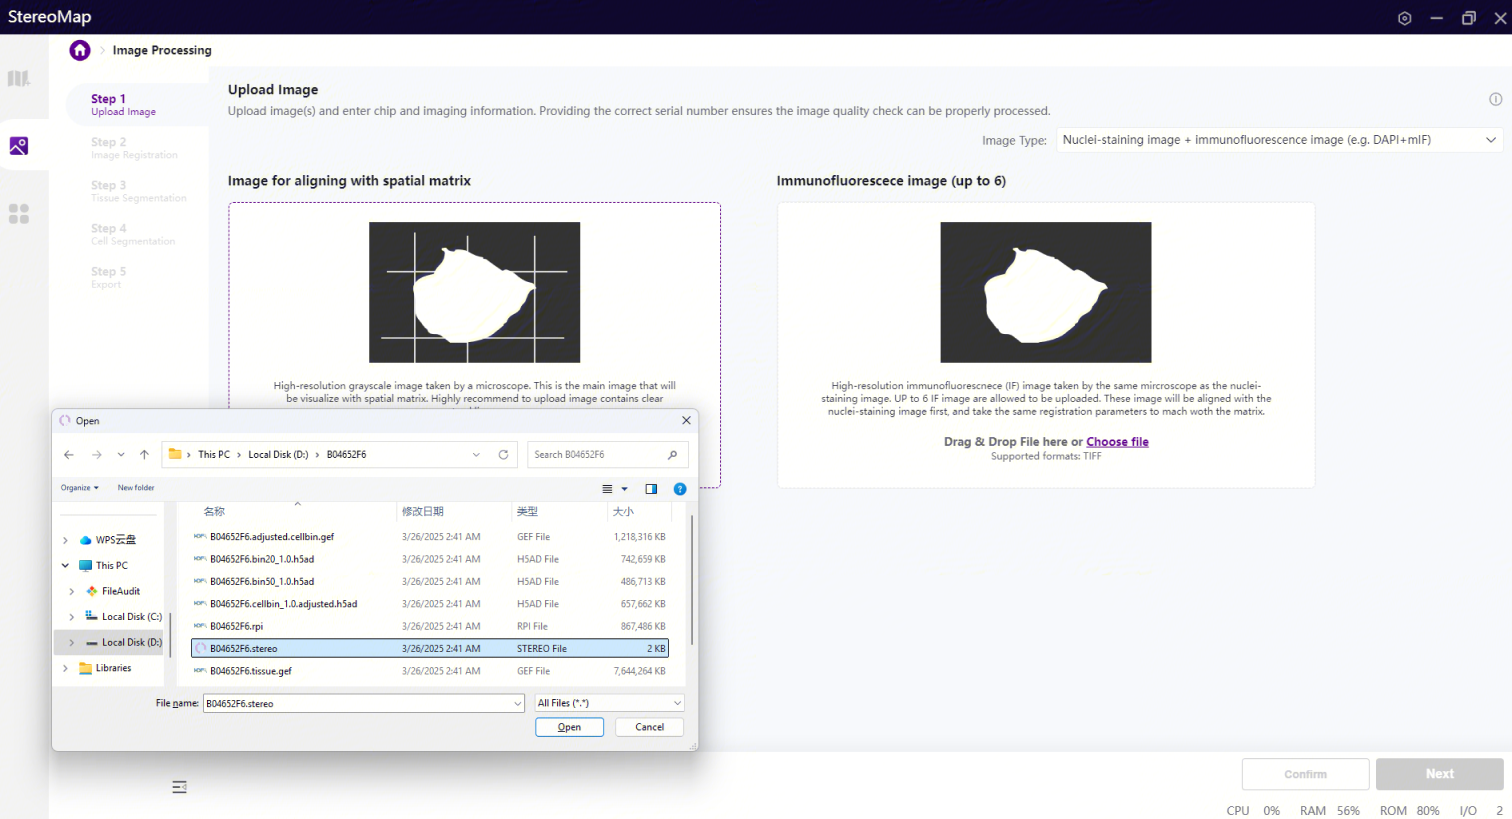 StereoMap
Image Processing
Step 1
Upload Image
Step 2
Image Registration
Step 3
Tissue Segmentation
Step 4
Cell Segmentation
Step 5
Export
Upload Image
Upload image(s) and enter chip and imaging information. Providing the correct serial number ensures the image quality check can be properly processed.
Image Type: Nuclei-staining image + immunofluorescence image (e.g. DAPI+mIF)
Image for aligning with spatial matrix
High-resolution grayscale image taken by a microscope. This is the main image that will
be visualize with spatial matrix. Highly recommend to upload image contains clear
Immunofluorescece image (up to 6)
High-resolution immunofluorescnece (IF) image taken by the same mircroscope as the nuclei-
staining image. UP to 6 IF image are allowed to be uploaded. These image will be aligned with the
nuclei-staining image first, and take the same registration parameters to mach woth the matrix.
Drag & Drop File here or Choose file
Supported formats: TIFF
Open
This PC > Local Disk (D:) > B04652F6
Search B04652F6
Organize New folder
WPS云盘
This PC
FileAudit
Local Disk (C:)
Local Disk (D:)
Libraries
名称 修改日期 类型 大小
B04652F6.adjusted.cellbin.gef 3/26/2025 2:41 AM GEF File 1,218,316 KB
B04652F6.bin20_1.0.h5ad 3/26/2025 2:41 AM H5AD File 742,659 KB
B04652F6.bin50_1.0.h5ad 3/26/2025 2:41 AM H5AD File 486,713 KB
B04652F6.cellbin_1.0.adjusted.h5ad 3/26/2025 2:41 AM H5AD File 657,662 KB
B04652F6.rpi 3/26/2025 2:41 AM RPI File 867,486 KB
B04652F6.stereo 3/26/2025 2:41 AM STEREO File 2 KB
B04652F6.tissue.gef 3/26/2025 2:41 AM GEF File 7,644,264 KB
File name: B04652F6.stereo All Files (*.*)
Open Cancel
Confirm Next
CPU 0% RAM 56% ROM 80% I/O 2